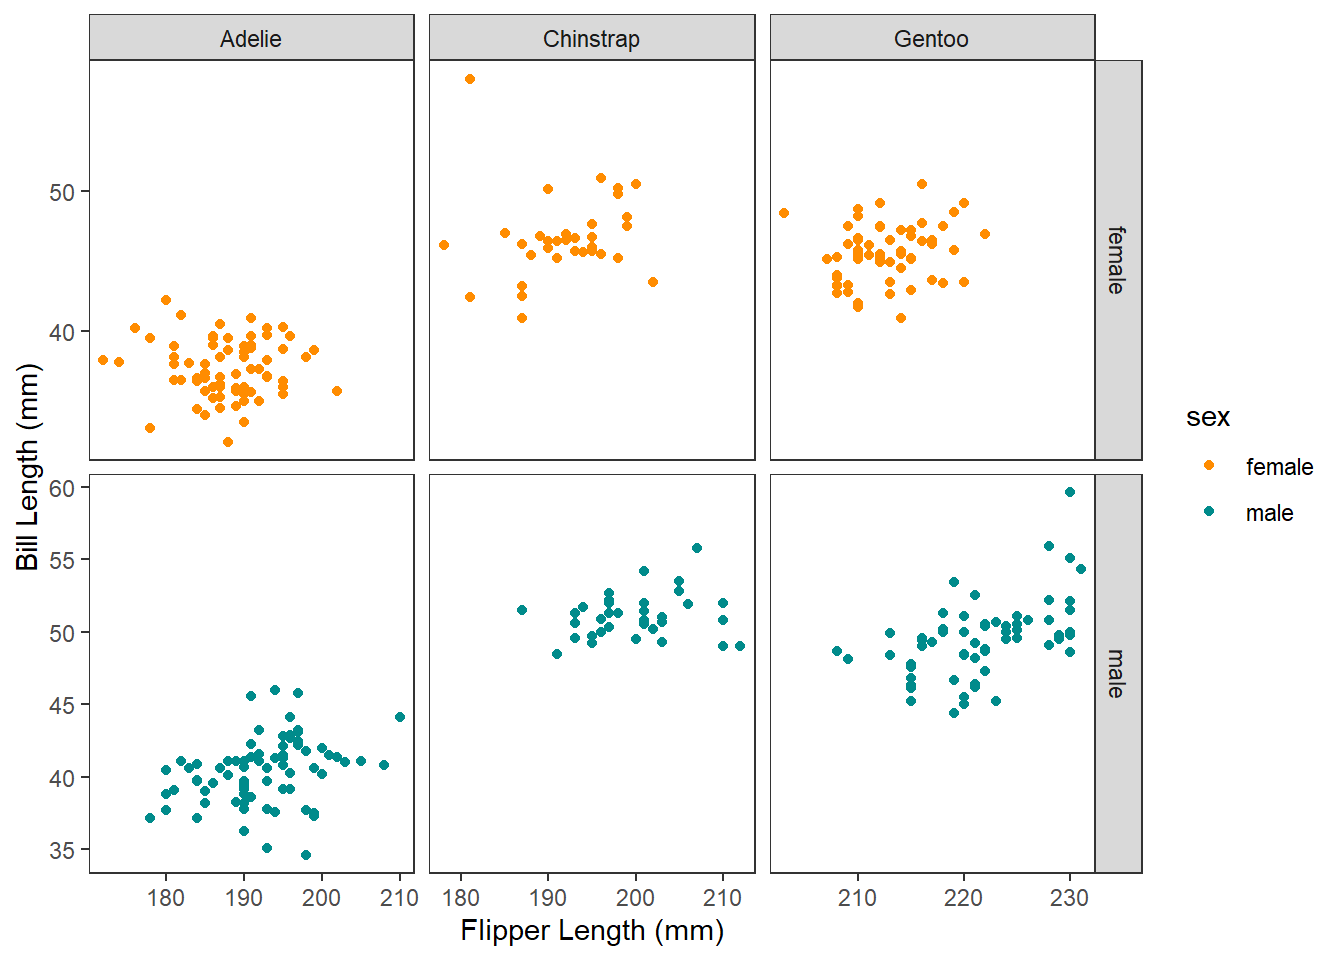 Adelie
Chinstrap
Gentoo
50
40
female
Bill Length (mm)
60
55
50
45
40
35
male
180 190 200 210
180 190 200 210
210 220 230
Flipper Length (mm)
sex
female
male